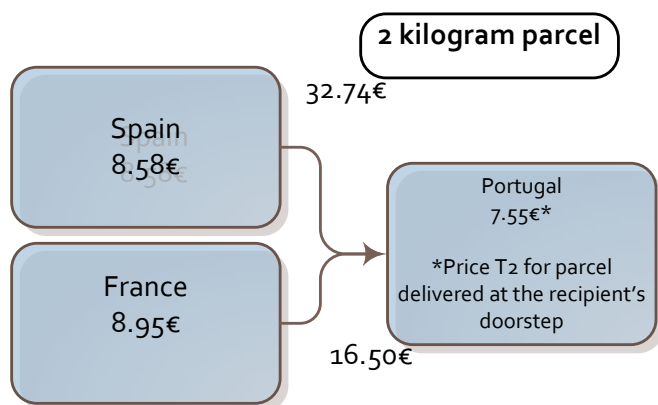 2 kilogram parcel
32.74€
Spain
8.58€
Portugal
7.55€*
*Price T2 for parcel
delivered at the recipient's
doorstep
France
8.95€
16.50€